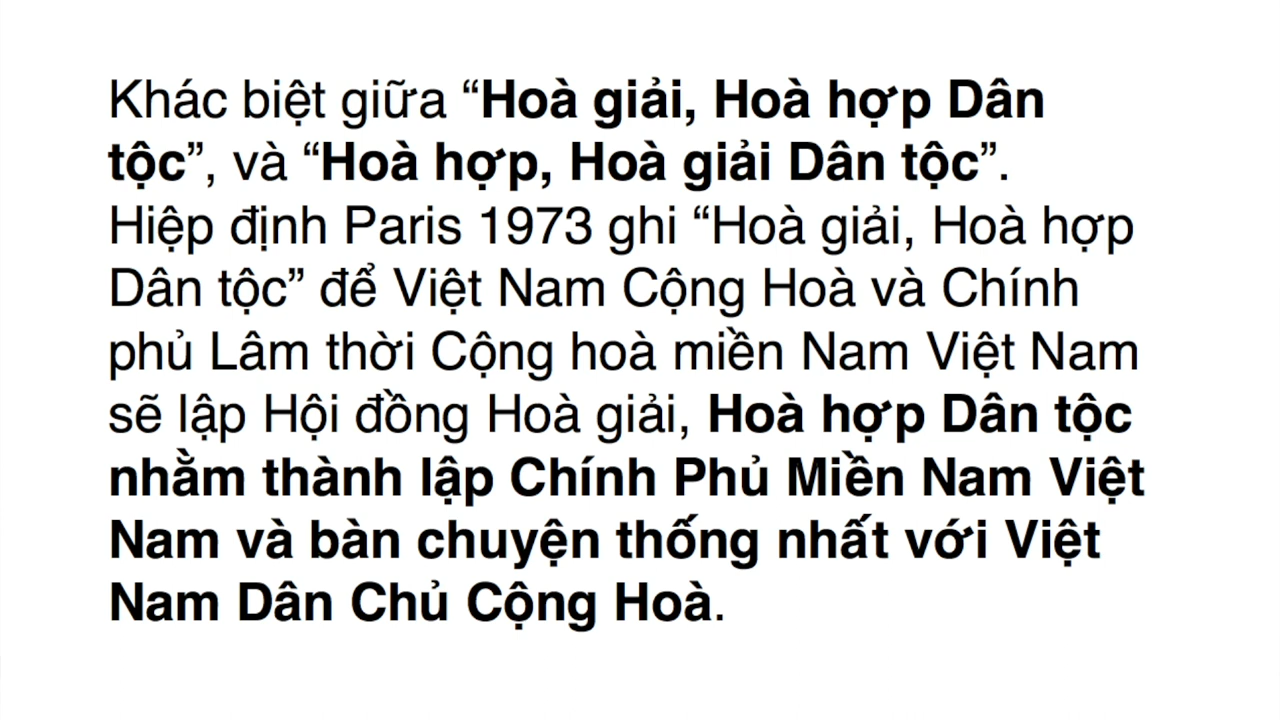 Khác biệt giữa “Hoà giải, Hoà hợp Dân
tộc”, và “Hoà hợp, Hoà giải Dân tộc”.
Hiệp định Paris 1973 ghi “Hoà giải, Hoà hợp
Dân tộc” để Việt Nam Cộng Hoà và Chính
phủ Lâm thời Cộng hoà miền Nam Việt Nam
sẽ lập Hội đồng Hoà giải, Hoà hợp Dân tộc
nhằm thành lập Chính Phủ Miền Nam Việt
Nam và bàn chuyện thống nhất với Việt
Nam Dân Chủ Cộng Hoà.